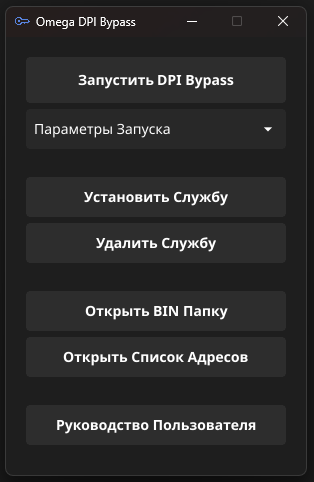 Omega DPI Bypass
Запустить DPI Bypass
Параметры Запуска
Установить Службу
Удалить Службу
Открыть BIN Папку
Открыть Список Адресов
Руководство Пользователя